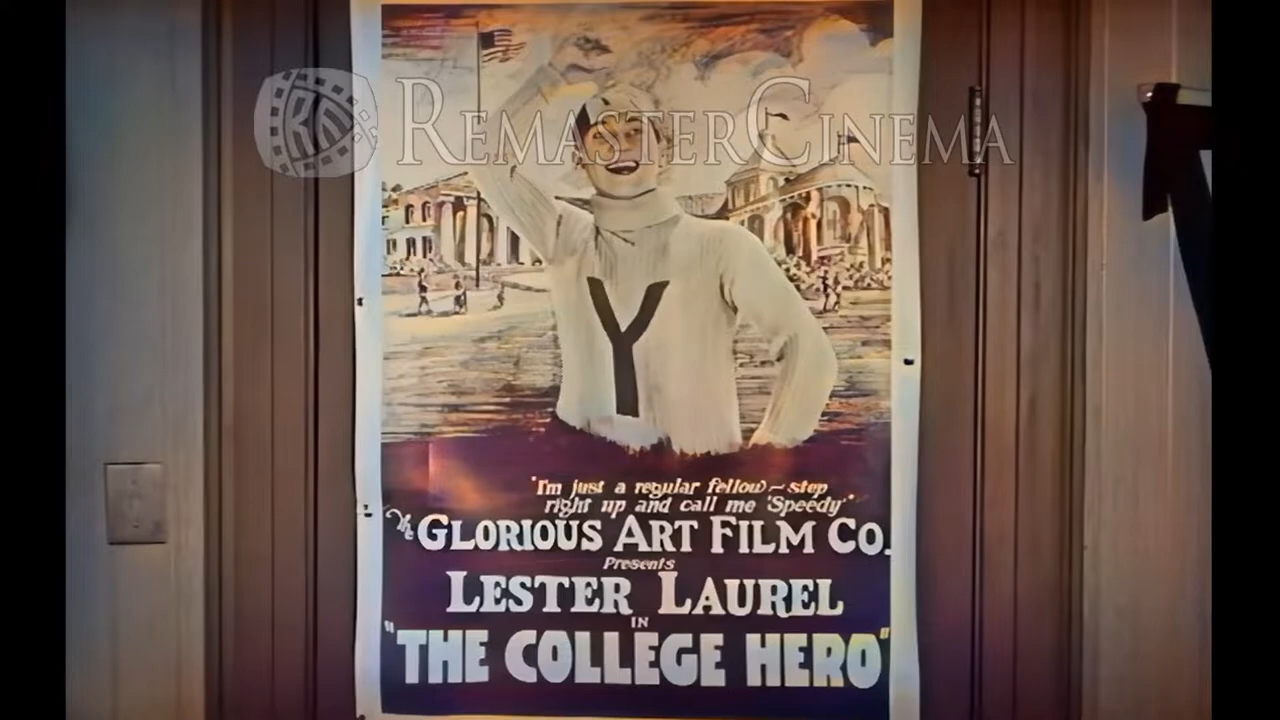 REMASTERCINEMA
Y
"I'm just a regular fellow ~ step
right up and call me 'Speedy'"
The GLORIOUS ART FILM CO.
Presents
LESTER LAUREL
IN
"THE COLLEGE HERO"